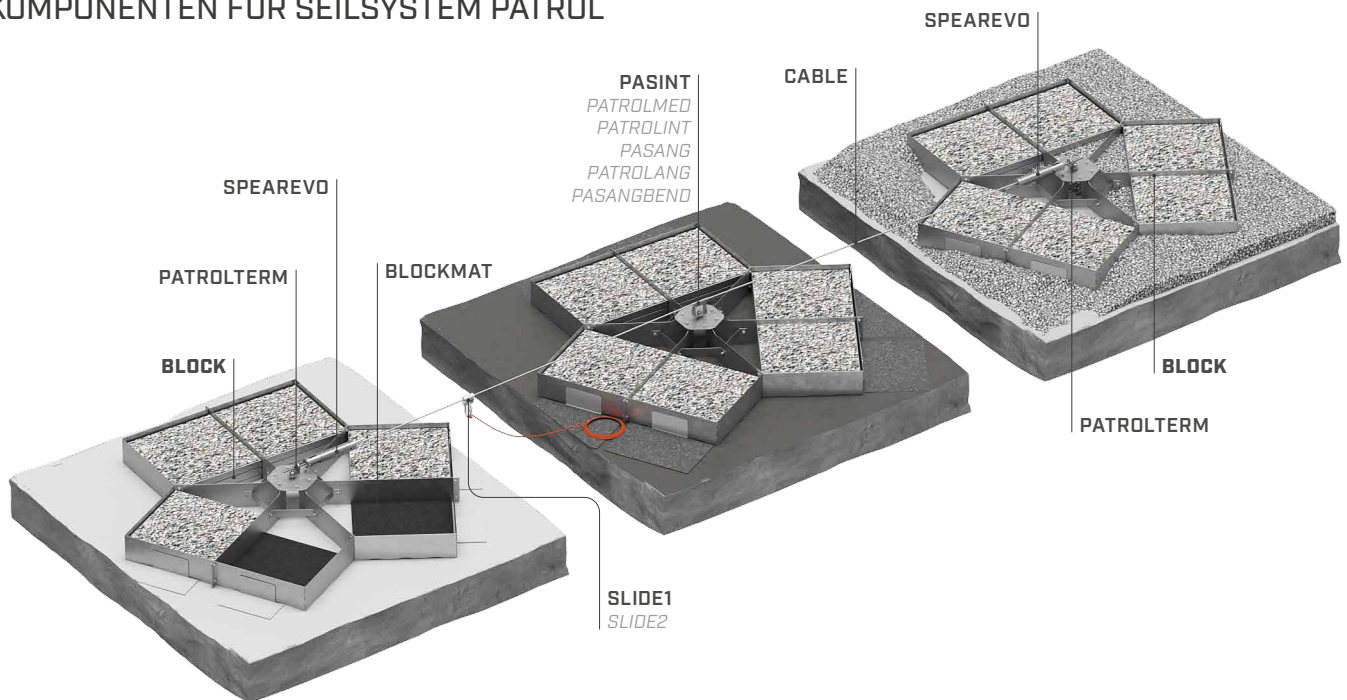 KOMPONENTEN FÜR SEILSYSTEM PATROL
SPEAREVO
PASINT
PATROLMED
PATROLINT
PASANG
PATROLANG
PASANGBEND
CABLE
SPEAREVO
PATROLTERM
BLOCKMAT
BLOCK
BLOCK
PATROLTERM
SLIDE1
SLIDE2